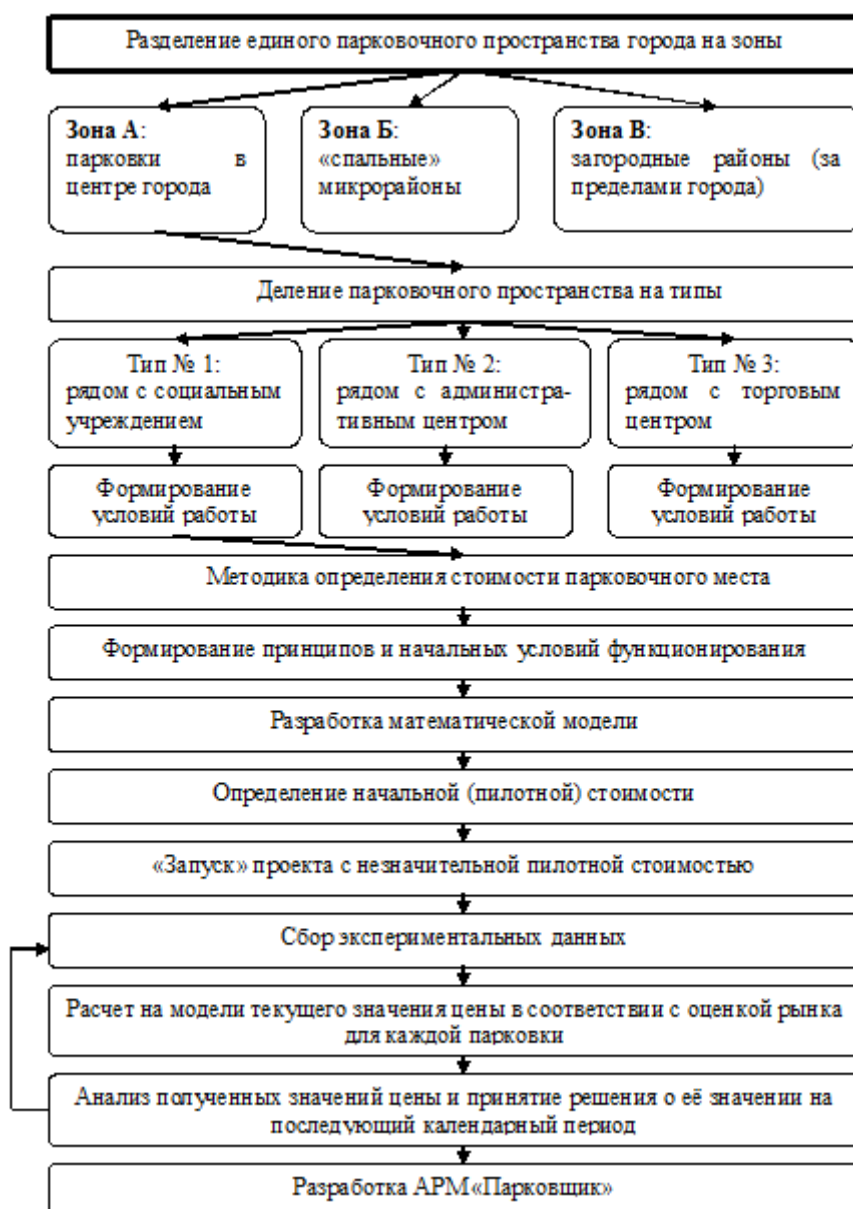 Разделение единого парковочного пространства города на зоны
Зона А:
парковки в
центре города
Зона Б:
«спальные»
микрорайоны
Зона В:
загородные районы (за
пределами города)
Деление парковочного пространства на типы
Тип № 1:
рядом с социальным
учреждением
Тип № 2:
рядом с администра-
тивным центром
Тип № 3:
рядом с торговым
центром
Формирование
условий работы
Формирование
условий работы
Формирование
условий работы
Методика определения стоимости парковочного места
Формирование принципов и начальных условий функционирования
Разработка математической модели
Определение начальной (пилотной) стоимости
«Запуск» проекта с незначительной пилотной стоимостью
Сбор экспериментальных данных
Расчет на модели текущего значения цены в соответствии с оценкой рынка
для каждой парковки
Анализ полученных значений цены и принятие решения о её значении на
последующий календарный период
Разработка АРМ«Парковщик»